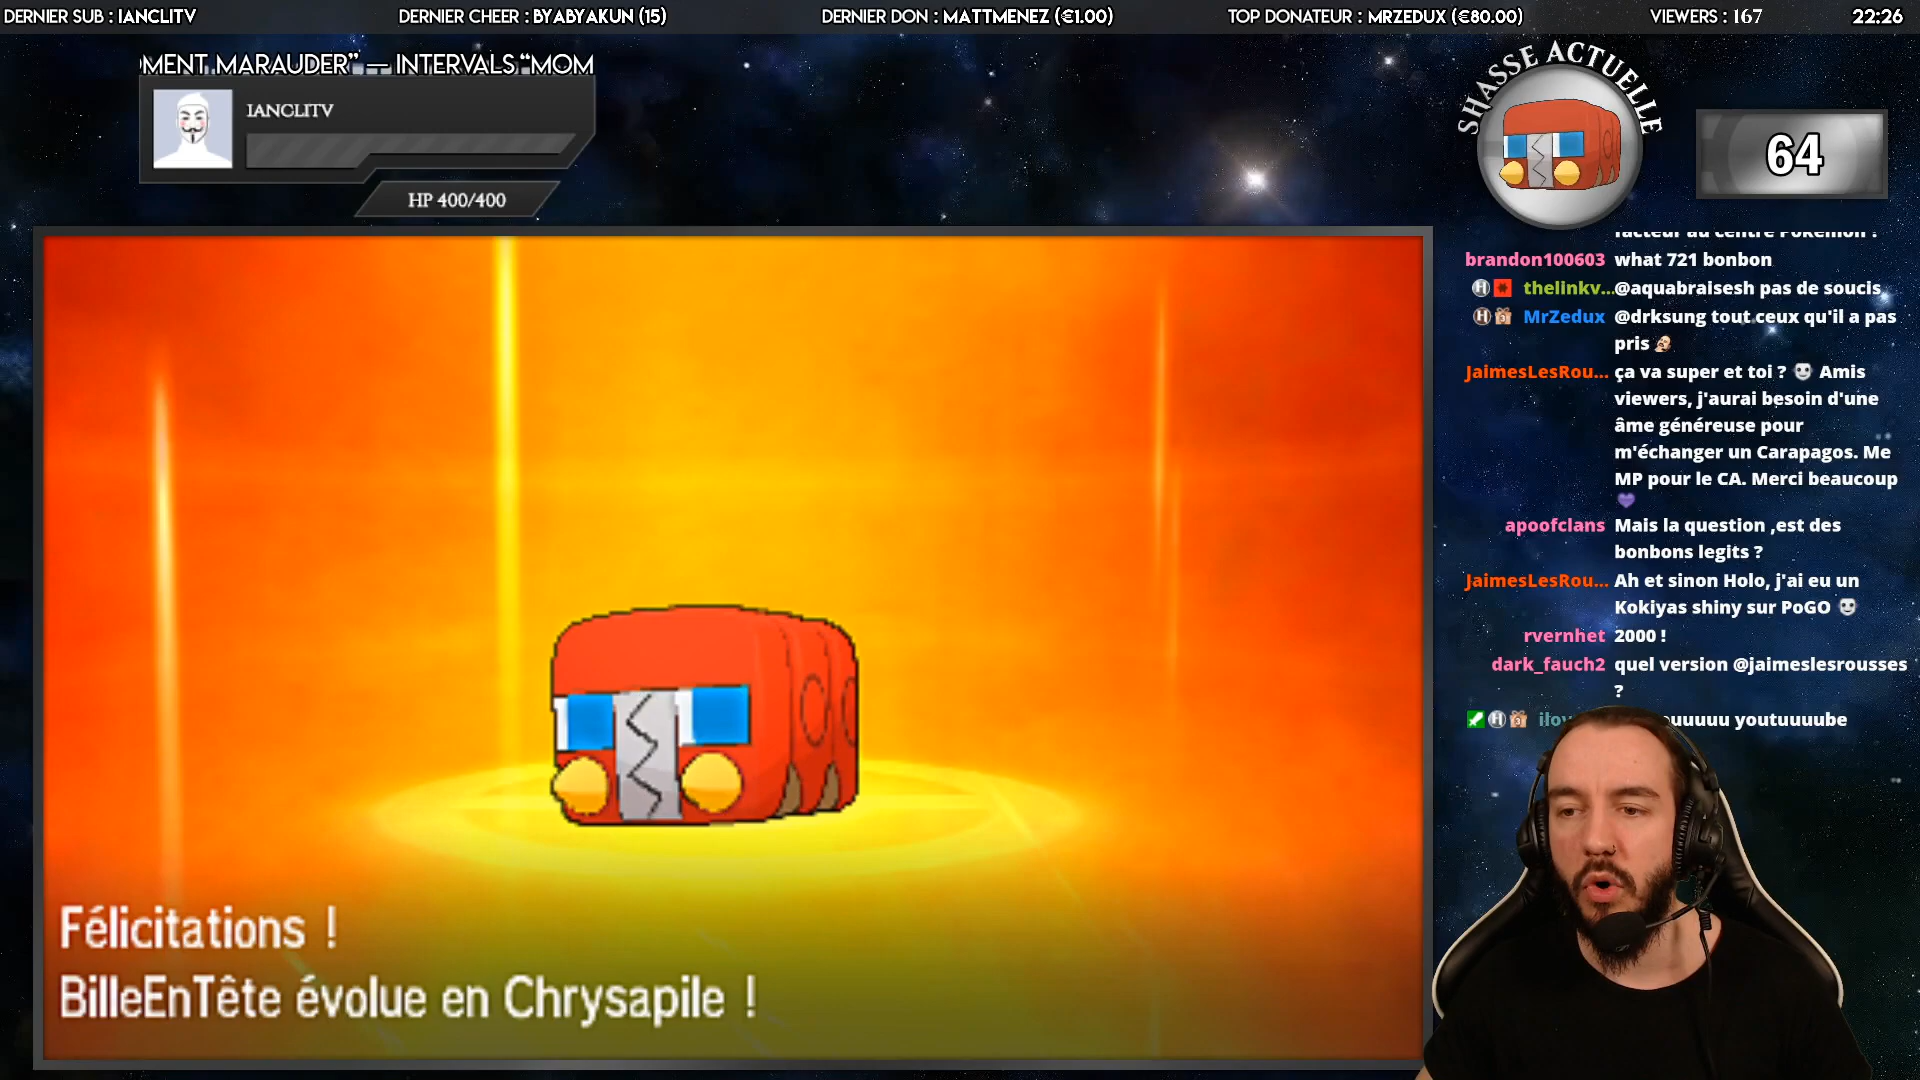 DERNIER SUB : IANCLITV
DERNIER CHEER : BYABYAKUN (15)
DERNIER DON : MATTMENEZ (€1.00)
TOP DONATEUR : MRZEDUX (€80.00)
VIEWERS : 167
22:26
MENT MARAUDER” — INTERVALS “MOM
IANCLITV
HP 400/400
SHASSE ACTUELLE
64
facteur au centre Pokémon !
brandon100603 what 721 bonbon
thelinkv... @aquabraisesh pas de soucis
MrZedux @drksung tout ceux qu'il a pas
pris
JaimesLesRou... ça va super et toi ? Amis
viewers, j'aurai besoin d'une
âme généreuse pour
m'échanger un Carapagos. Me
MP pour le CA. Merci beaucoup
apoofclans Mais la question ,est des
bonbons legits ?
JaimesLesRou... Ah et sinon Holo, j'ai eu un
Kokiyas shiny sur PoGO
rvernhet 2000 !
dark_fauch2 quel version @jaimeslesrousses
?
youtuuuube
Félicitations !
BilleEnTête évolue en Chrysapile !